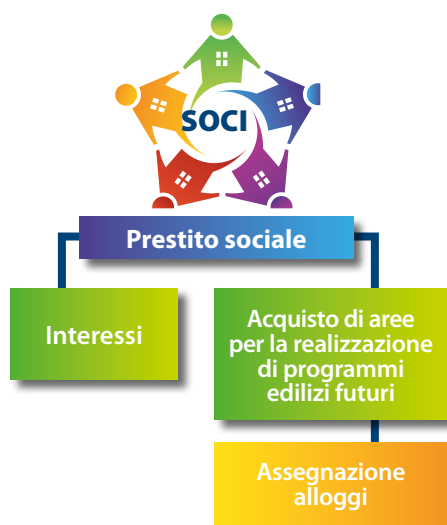 SOCI
Prestito sociale
Interessi
Acquisto di aree
per la realizzazione
di programmi
edilizi futuri
Assegnazione
alloggi